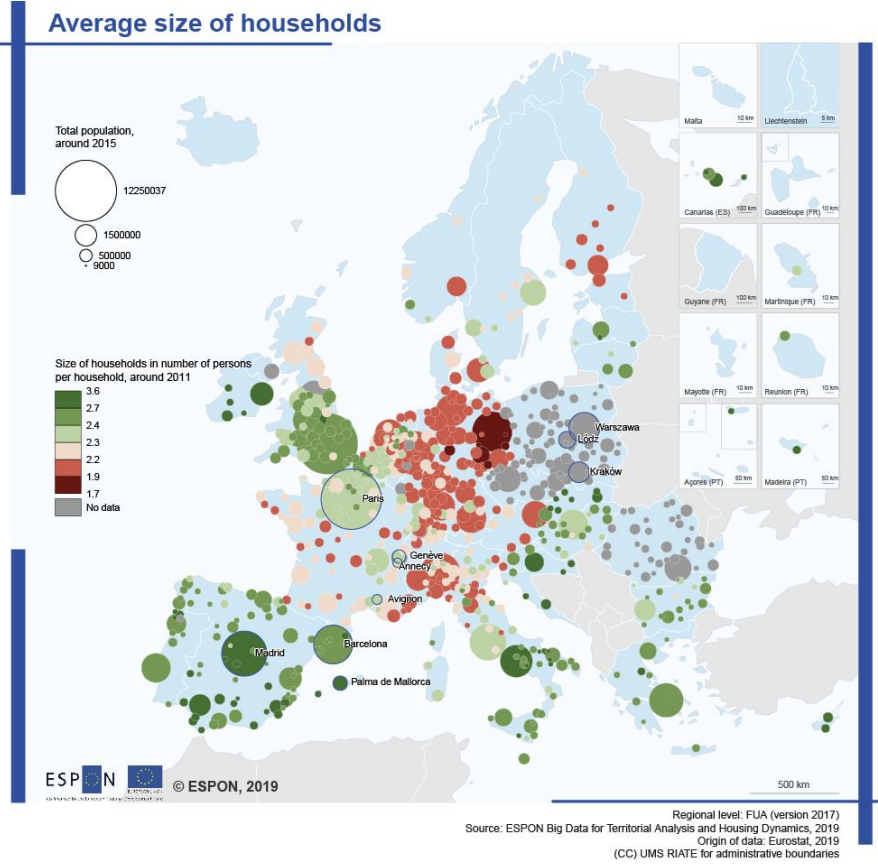 Average size of households
Total population,
around 2015
12250037
1500000
500000
9000
Size of households in number of persons
per household, around 2011
3.6
2.7
2.4
2.3
2.2
1.9
1.7
No data
Malta
10 km
Liechtenstein
5 km
Canarias (ES)
100 km
Guadeloupe (FR)
10 km
Guyane (FR)
100 km
Martinique (FR)
10 km
Mayotte (FR)
10 km
Reunion (FR)
10 km
Açores (PT)
50 km
Madeira (PT)
50 km
Warszawa
Lódz
Kraków
Paris
Genève
Annecy
Avignon
Barcelona
Madrid
Palma de Mallorca
ESPON
© ESPON, 2019
500 km
Regional level: FUA (version 2017)
Source: ESPON Big Data for Territorial Analysis and Housing Dynamics, 2019
Origin of data: Eurostat, 2019
(CC) UMS RIATE for administrative boundaries